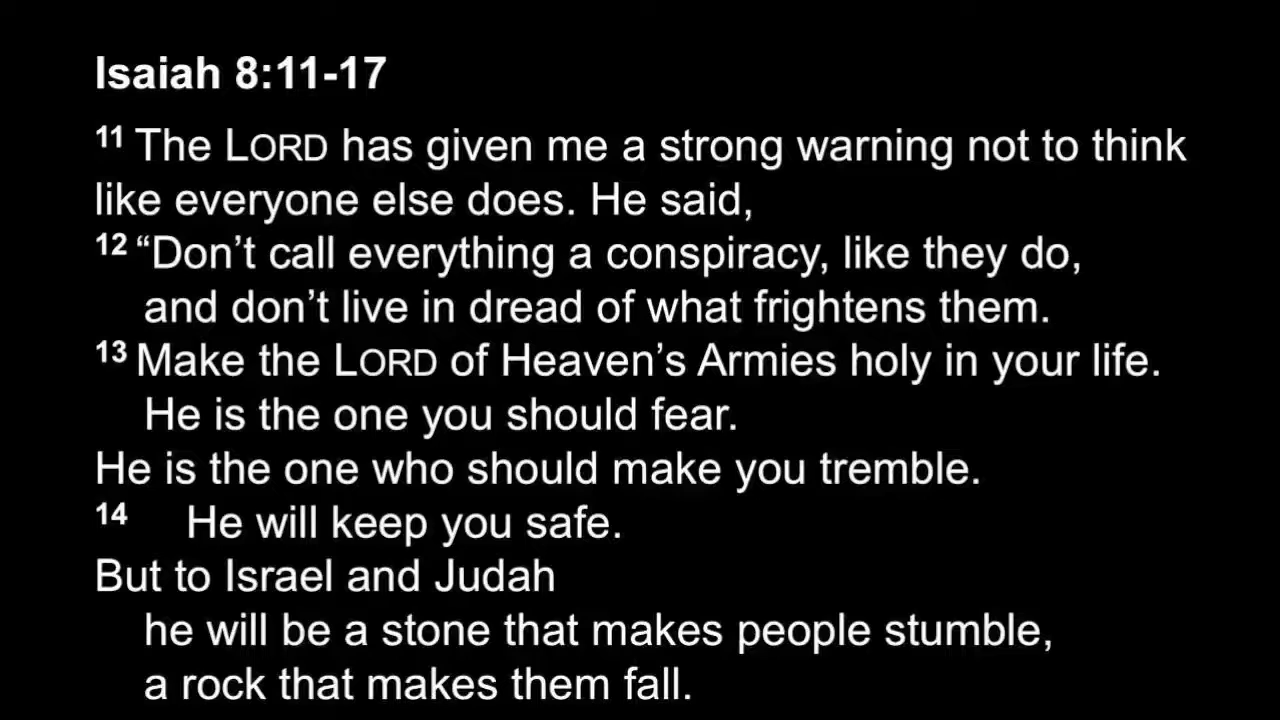 Isaiah 8:11-17
11 The LORD has given me a strong warning not to think
like everyone else does. He said,
12 “Don’t call everything a conspiracy, like they do,
and don’t live in dread of what frightens them.
13 Make the LORD of Heaven’s Armies holy in your life.
He is the one you should fear.
He is the one who should make you tremble.
14 He will keep you safe.
But to Israel and Judah
he will be a stone that makes people stumble,
a rock that makes them fall.